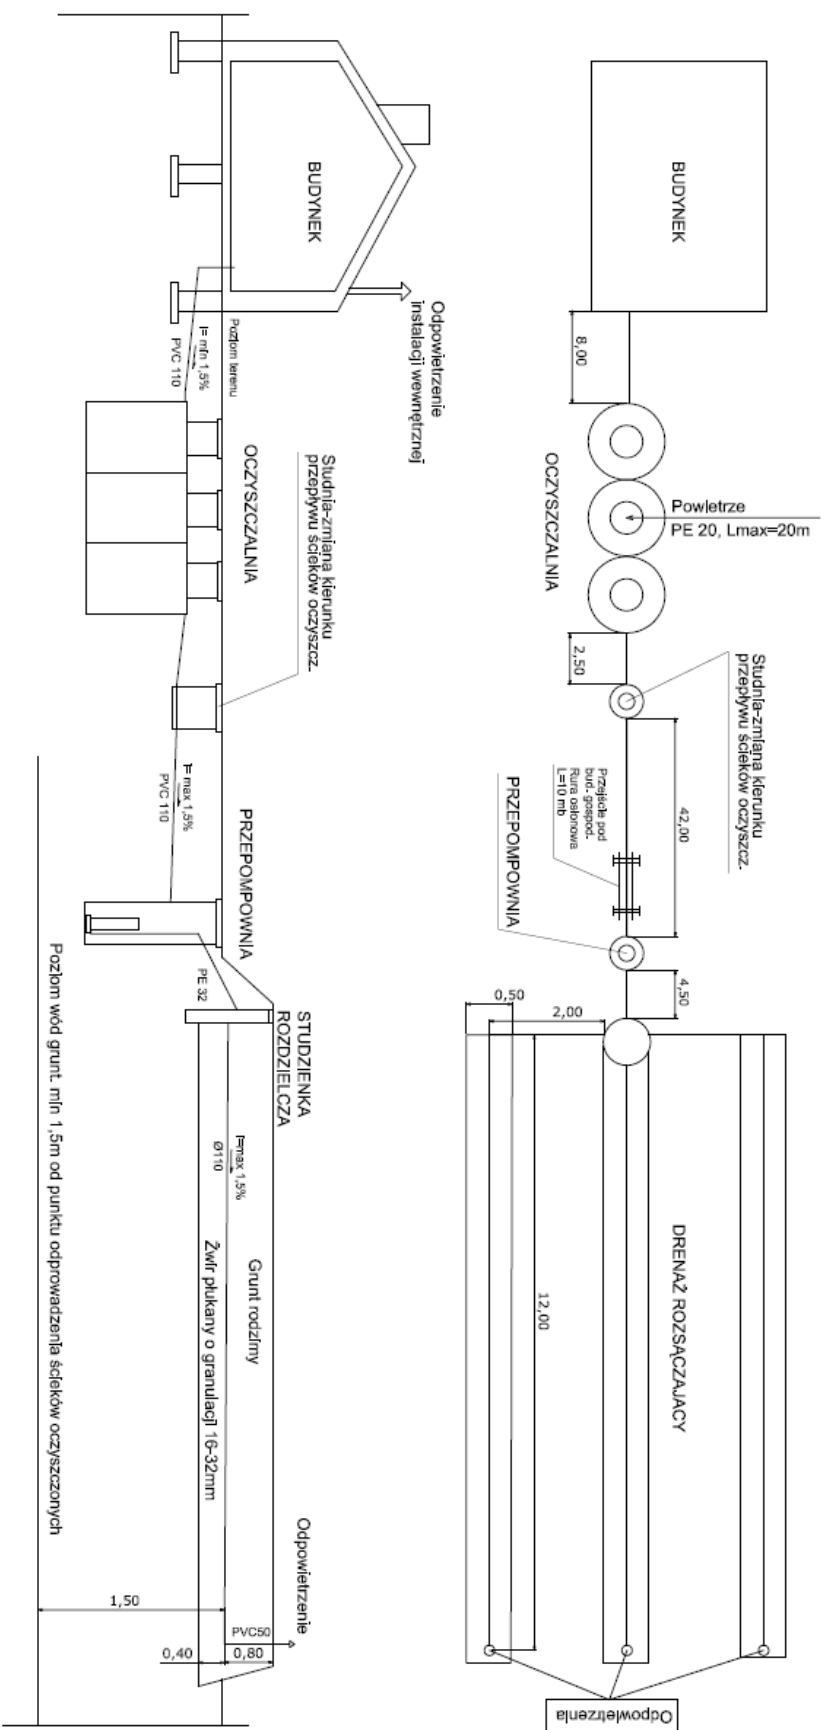 BUDYNEK
Odpowietrzenie
instalacji wewnętrznej
Poziom terenu
i= min 1,5%
PVC 110
OCZYSZCZALNIA
Studnia-zmiana kierunku
przepływu ścieków oczyszcz.
i= max 1,5%
PVC 110
PRZEPOMPOWNIA
PE 32
STUDZIENKA
ROZDZIELCZA
i=max 1,5%
Ø110
Grunt rodzimy
Żwir płukany o granulacji 16-32mm
Poziom wód grunt. min 1,5m od punktu odprowadzenia ścieków oczyszczonych
Odpowietrzenie
PVC50
1,50
0,40
0,80
BUDYNEK
8,00
OCZYSZCZALNIA
Powietrze
PE 20, Lmax=20m
2,50
Studnia-zmiana kierunku
przepływu ścieków oczyszcz.
42,00
Przejście pod
bud. gospod.
Rura osłonowa
L=10 mb
PRZEPOMPOWNIA
4,50
0,50
2,00
12,00
DRENAŻ ROZSĄCZAJACY
Odpowietrzenia